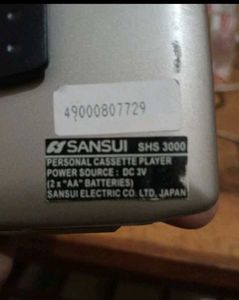 49000807729
SANSUI SHS 3000
PERSONAL CASSETTE PLAYER
POWER SOURCE : DC 3V
(2 x "AA" BATTERIES)
SANSUI ELECTRIC CO. LTD, JAPAN